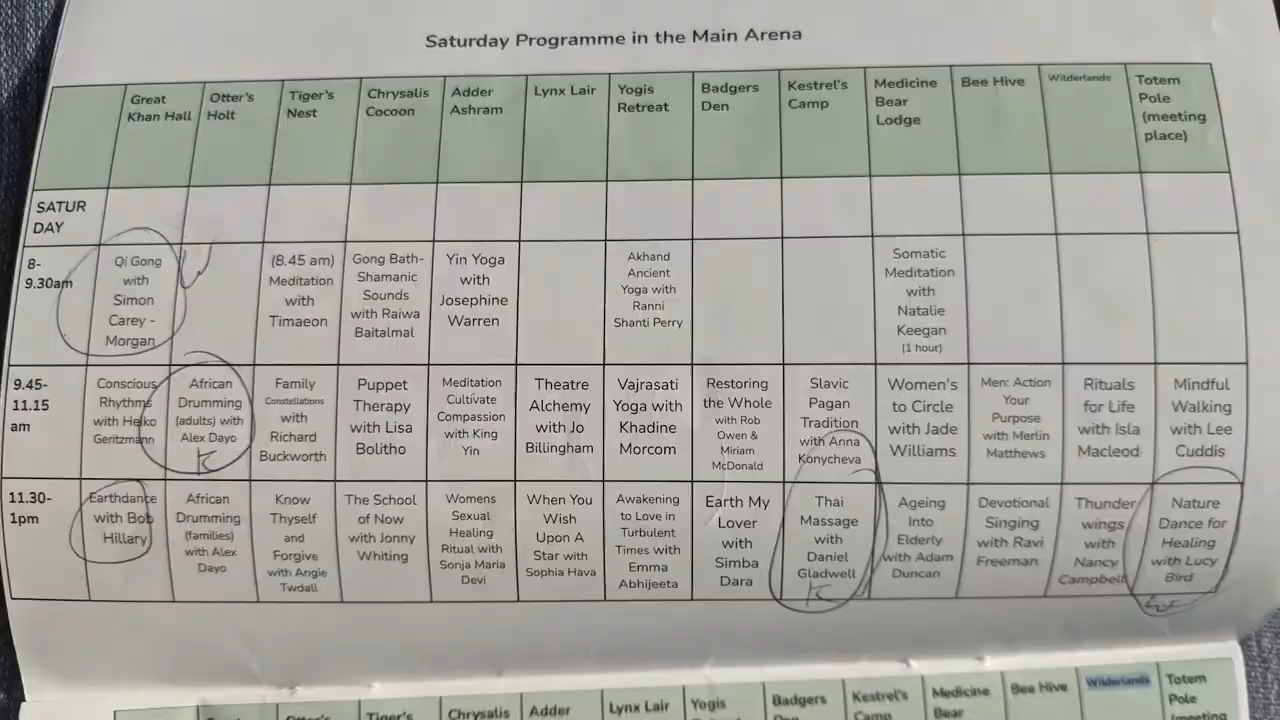 Saturday Programme in the Main Arena
Great
Khan Hall
Otter's
Holt
Tiger's
Nest
Chrysalis
Cocoon
Adder
Ashram
Lynx Lair
Yogis
Retreat
Badgers
Den
Kestrel's
Camp
Medicine
Bear
Lodge
Bee Hive
Wilderlands
Totem
Pole
(meeting
place)
SATUR
DAY
8-
9.30am
Qi Gong
with
Simon
Carey -
Morgan
(8.45 am)
Meditation
with
Timaeon
Gong Bath-
Shamanic
Sounds
with Raiwa
Baitalmal
Yin Yoga
with
Josephine
Warren
Akhand
Ancient
Yoga with
Ranni
Shanti Perry
Somatic
Meditation
with
Natalie
Keegan
(1 hour)
9.45-
11.15
am
Conscious
Rhythms
with Heiko
Geritzmann
African
Drumming
(adults) with
Alex Dayo
K
Family
Constellations
with
Richard
Buckworth
Puppet
Therapy
with Lisa
Bolitho
Meditation
Cultivate
Compassion
with King
Yin
Theatre
Alchemy
with Jo
Billingham
Vajrasati
Yoga with
Khadine
Morcom
Restoring
the Whole
with Rob
Owen &
Miriam
McDonald
Slavic
Pagan
Tradition
with Anna
Konycheva
Women's
to Circle
with Jade
Williams
Men: Action
Your
Purpose
with Merlin
Matthews
Rituals
for Life
with Isla
Macleod
Mindful
Walking
with Lee
Cuddis
11.30-
1pm
Earthdance
with Bob
Hillary
African
Drumming
(families)
with Alex
Dayo
Know
Thyself
and
Forgive
with Angie
Twdall
The School
of Now
with Jonny
Whiting
Womens
Sexual
Healing
Ritual with
Sonja Maria
Devi
When You
Wish
Upon A
Star with
Sophia Hava
Awakening
to Love in
Turbulent
Times with
Emma
Abhijeeta
Earth My
Lover
with
Simba
Dara
Thai
Massage
with
Daniel
Gladwell
K
Ageing
Into
Elderly
with Adam
Duncan
Devotional
Singing
with Ravi
Freeman
Thunder
wings
with
Nancy
Campbell
Nature
Dance for
Healing
with Lucy
Bird
Great
Otter's
Tiger's
Chrysalis
Adder
Lynx Lair
Yogis
Badgers
Den
Kestrel's
Camp
Medicine
Bear
Bee Hive
Wilderlands
Totem
Pole
(meeting